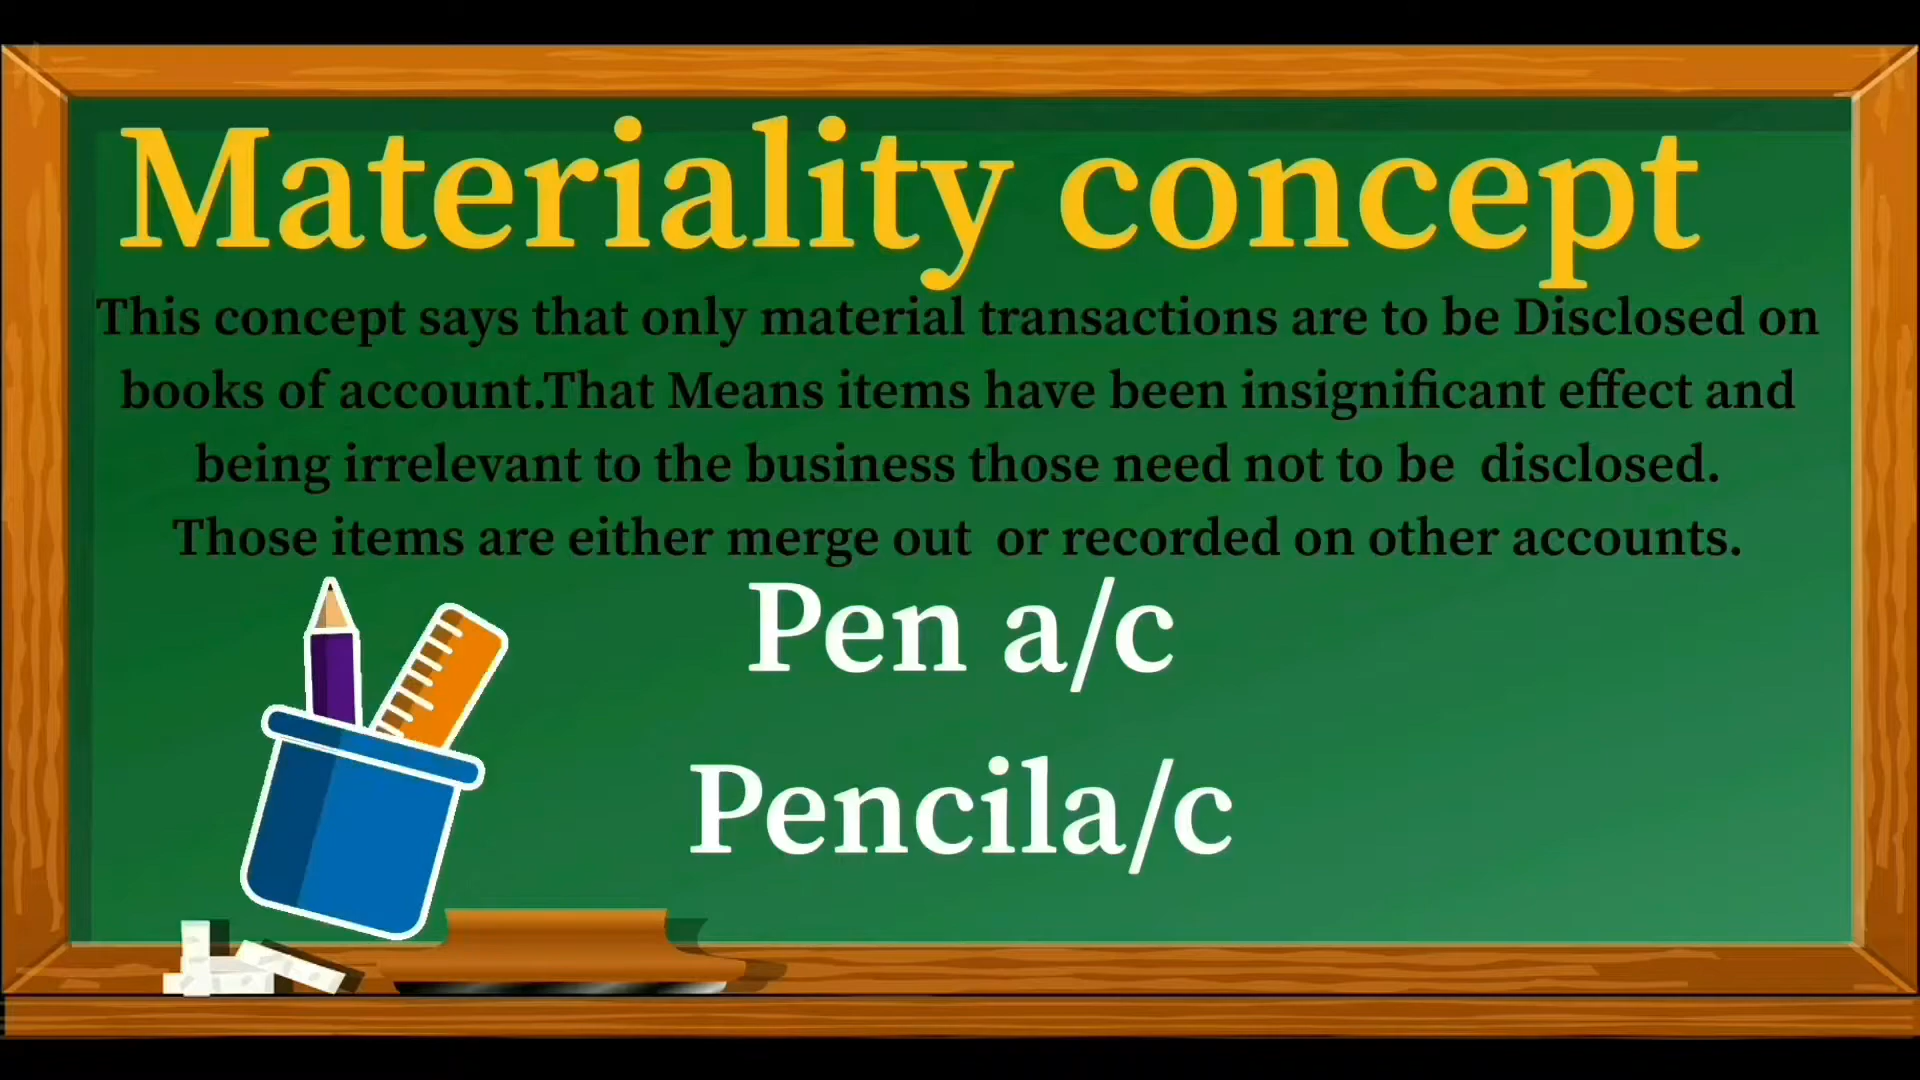 Materiality concept
This concept says that only material transactions are to be Disclosed on
books of account.That Means items have been insignificant effect and
being irrelevant to the business those need not to be  disclosed.
Those items are either merge out  or recorded on other accounts.
Pen a/c
Pencila/c